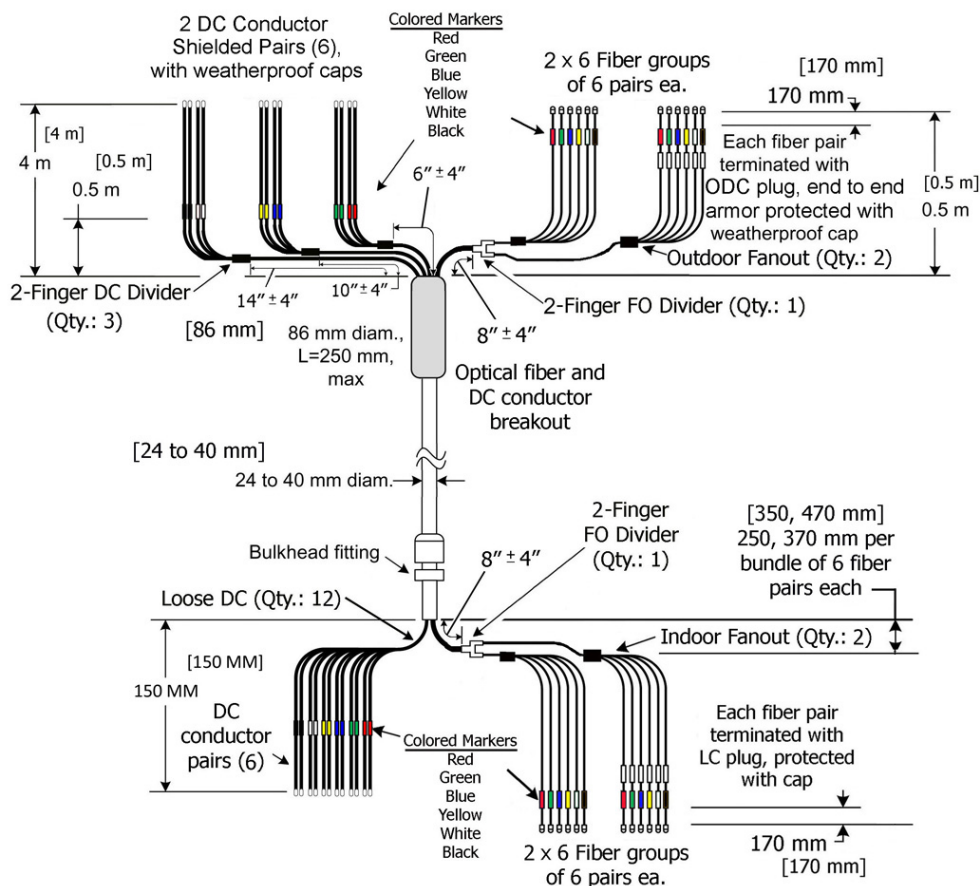 2 DC Conductor
Shielded Pairs (6),
with weatherproof caps
Colored Markers
Red
Green
Blue
Yellow
White
Black
2 x 6 Fiber groups
of 6 pairs ea.
[170 mm]
170 mm
Each fiber pair
terminated with
ODC plug, end to end
armor protected with
weatherproof cap
[4 m]
4 m
[0.5 m]
0.5 m
6″ ± 4″
[0.5 m]
0.5 m
Outdoor Fanout (Qty.: 2)
2-Finger DC Divider
(Qty.: 3)
14″ ± 4″
10″ ± 4″
8″ ± 4″
2-Finger FO Divider (Qty.: 1)
[86 mm]
86 mm diam.,
L=250 mm,
max
Optical fiber and
DC conductor
breakout
[24 to 40 mm]
24 to 40 mm diam.
2-Finger
FO Divider
(Qty.: 1)
[350, 470 mm]
250, 370 mm per
bundle of 6 fiber
pairs each
Bulkhead fitting
8″ ± 4″
Loose DC (Qty.: 12)
Indoor Fanout (Qty.: 2)
[150 MM]
150 MM
DC
conductor
pairs (6)
Colored Markers
Red
Green
Blue
Yellow
White
Black
Each fiber pair
terminated with
LC plug, protected
with cap
2 x 6 Fiber groups
of 6 pairs ea.
170 mm
[170 mm]